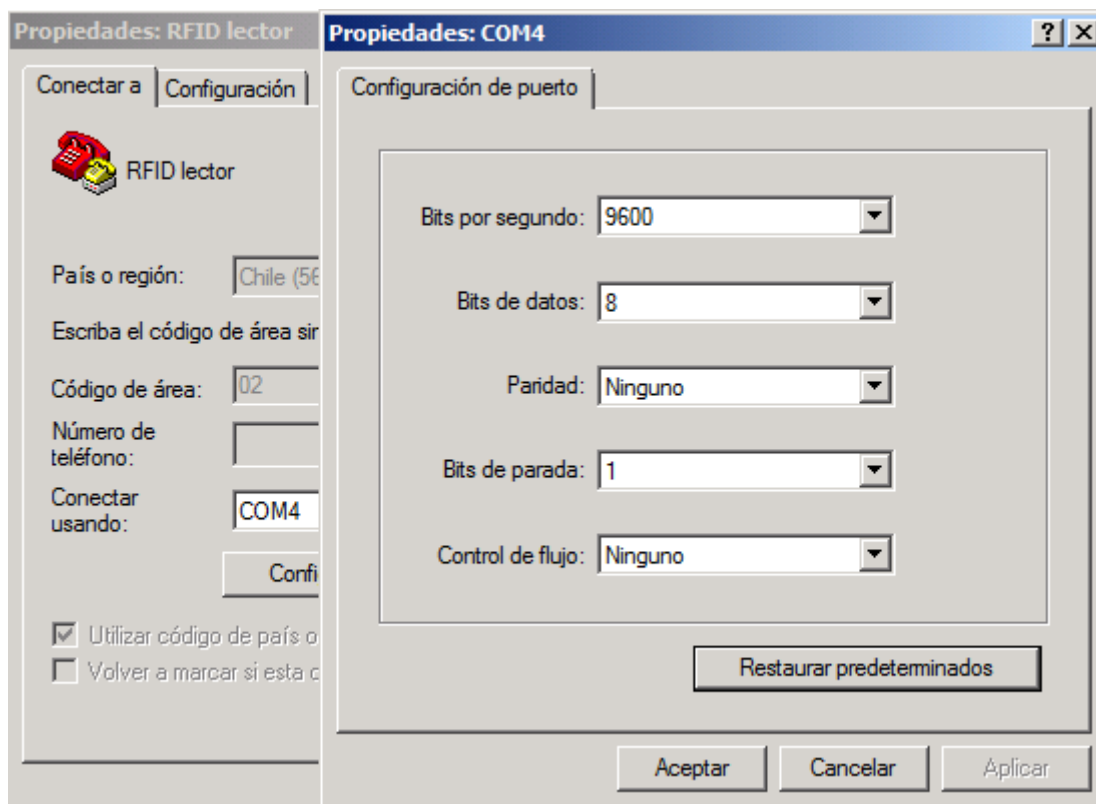 Propiedades: RFID lector
Conectar a
Configuración
RFID lector
País o región:
Chile (56
Escriba el código de área sin
Código de área:
02
Número de
teléfono:
Conectar
usando:
COM4
Confi
Utilizar código de país o
Volver a marcar si esta c
Propiedades: COM4
Configuración de puerto
Bits por segundo:
9600
Bits de datos:
8
Paridad:
Ninguno
Bits de parada:
1
Control de flujo:
Ninguno
Restaurar predeterminados
Aceptar
Cancelar
Aplicar